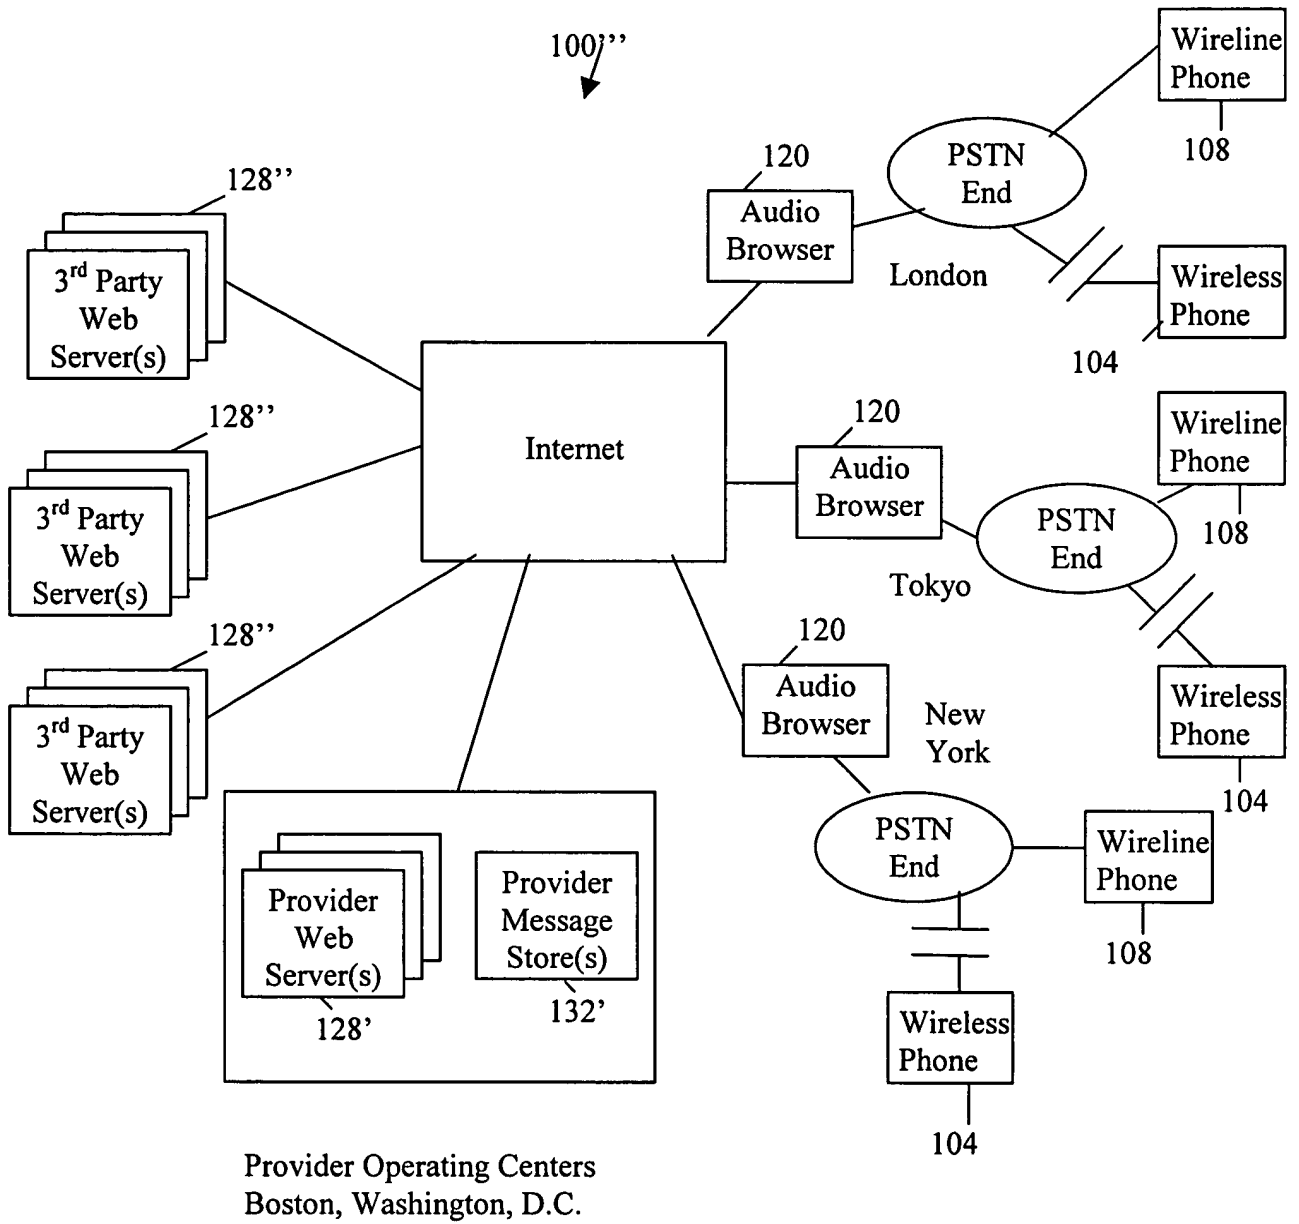 100’’’
Wireline
Phone
108
120
PSTN
End
Audio
Browser
London
Wireless
Phone
104
128’’
3rd Party
Web
Server(s)
Internet
128’’
3rd Party
Web
Server(s)
120
Audio
Browser
Tokyo
PSTN
End
Wireline
Phone
108
Wireless
Phone
104
128’’
3rd Party
Web
Server(s)
120
Audio
Browser
New
York
PSTN
End
Wireline
Phone
108
Wireless
Phone
104
Provider
Web
Server(s)
128'
Provider
Message
Store(s)
132'
Provider Operating Centers
Boston, Washington, D.C.